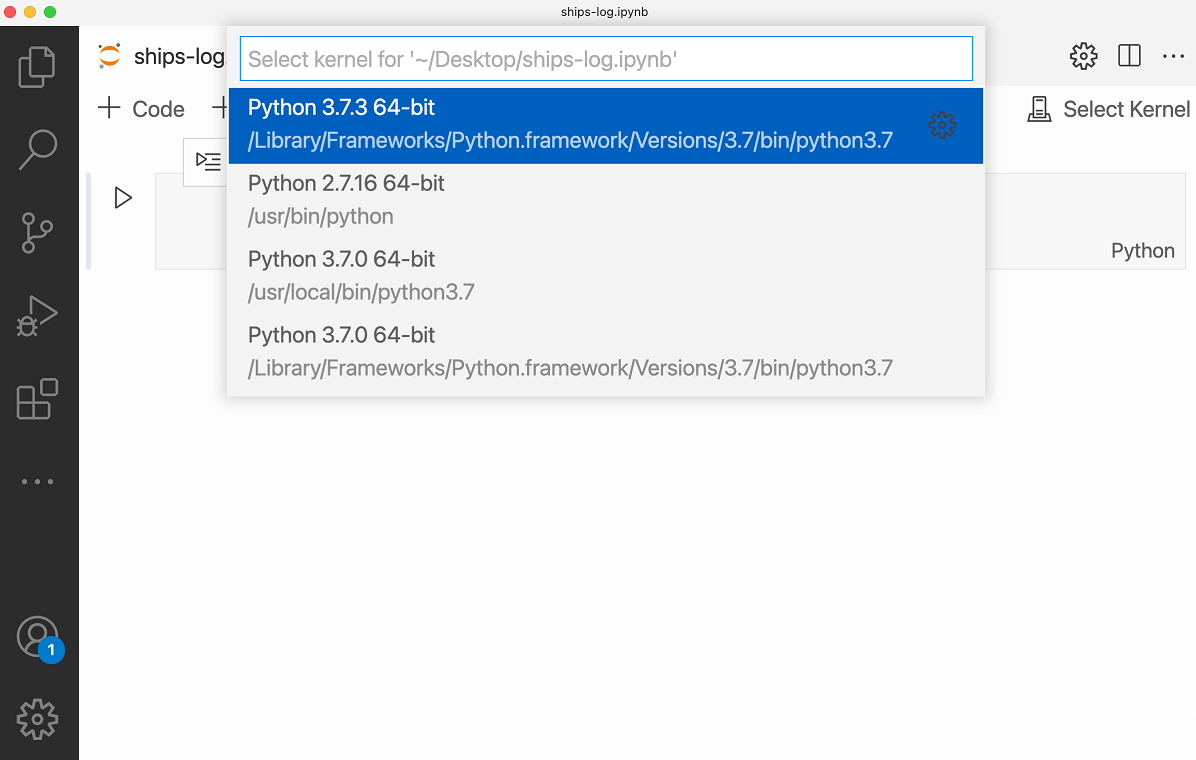 ships-log.ipynb
ships-log.
Select kernel for '~/Desktop/ships-log.ipynb'
Code
Select Kernel
Python 3.7.3 64-bit
/Library/Frameworks/Python.framework/Versions/3.7/bin/python3.7
Python 2.7.16 64-bit
/usr/bin/python
Python 3.7.0 64-bit
/usr/local/bin/python3.7
Python
Python 3.7.0 64-bit
/Library/Frameworks/Python.framework/Versions/3.7/bin/python3.7
1